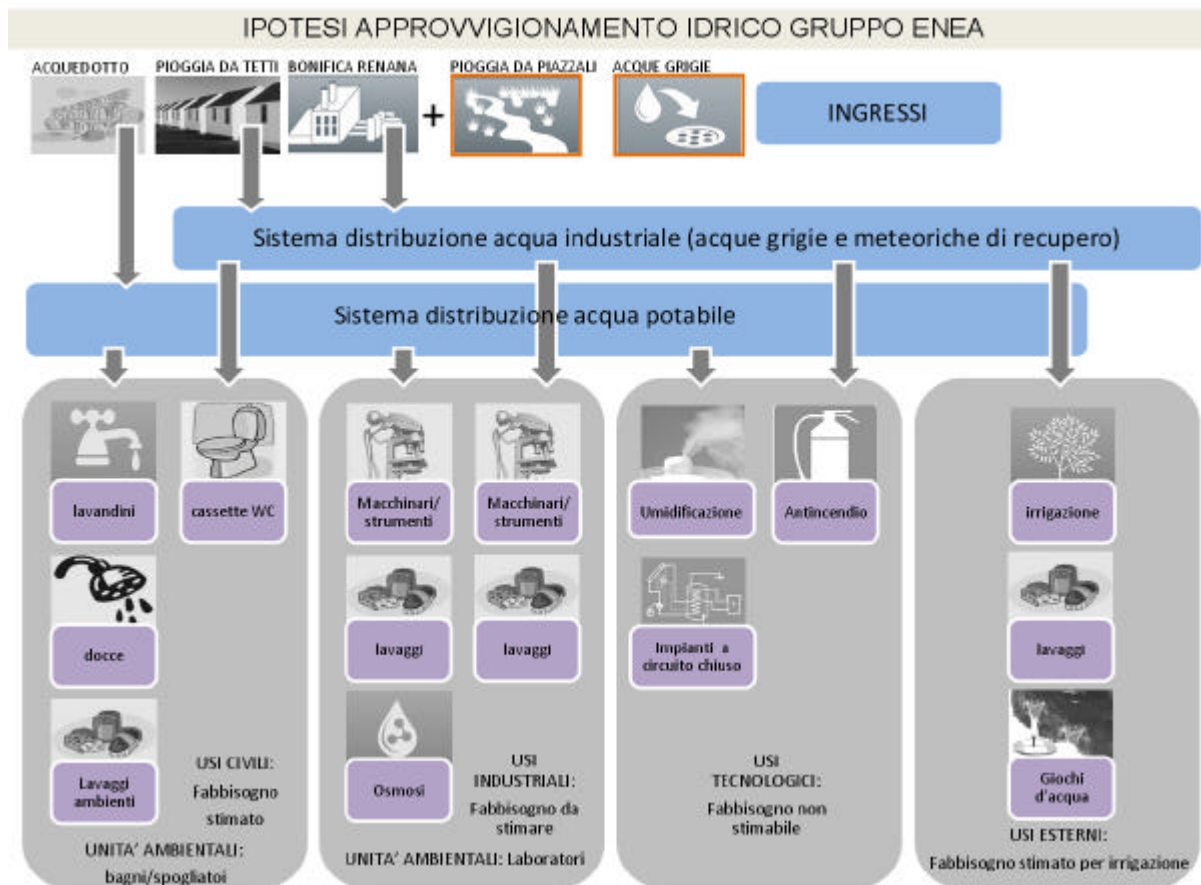 IPOTESI APPROVVIGIONAMENTO IDRICO GRUPPO ENEA
ACQUEDOTTO
PIOGGIA DA TETTI
BONIFICA RENANA
+
PIOGGIA DA PIAZZALI
ACQUE GRIGIE
INGRESSI
Sistema distribuzione acqua industriale (acque grigie e meteoriche di recupero)
Sistema distribuzione acqua potabile
lavandini
cassette WC
docce
Lavaggi
ambienti
USI CIVILI:
Fabbisogno
stimato
UNITA' AMBIENTALI:
bagni/spogliatoi
Macchinari/
strumenti
Macchinari/
strumenti
lavaggi
lavaggi
Osmosi
USI
INDUSTRIALI:
Fabbisogno da
stimare
UNITA' AMBIENTALI: Laboratori
Umidificazione
Antincendio
Impianti a
circuito chiuso
USI
TECNOLOGICI:
Fabbisogno non
stimabile
irrigazione
lavaggi
Giochi
d'acqua
USI ESTERNI:
Fabbisogno stimato per irrigazione